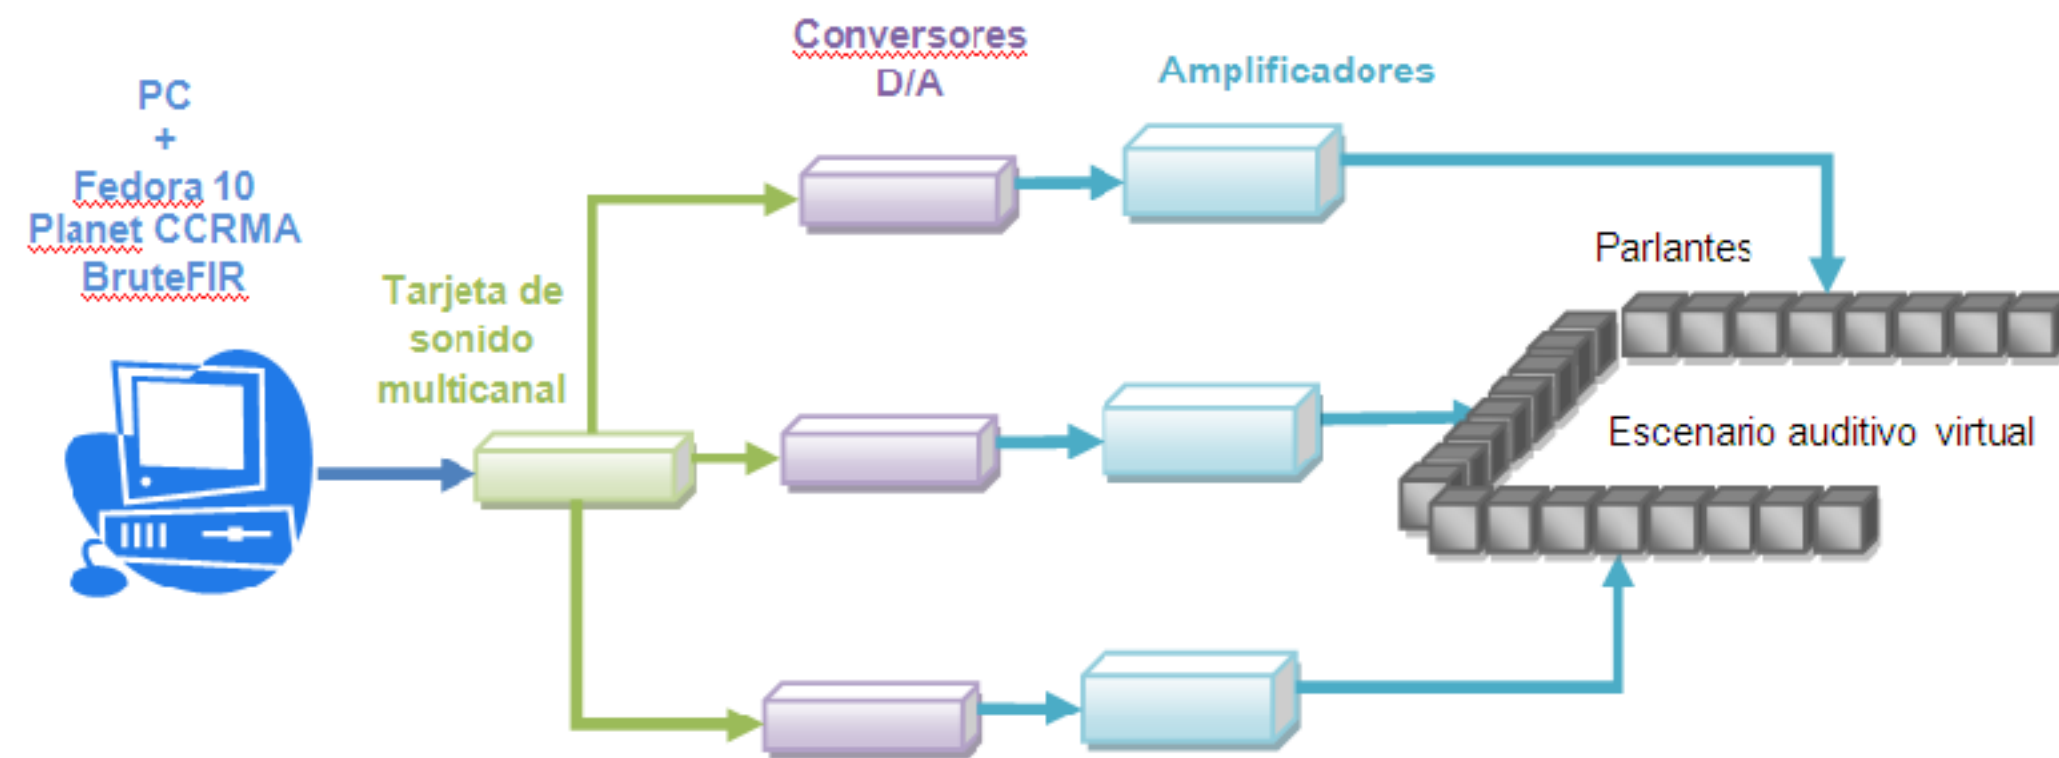 PC
+
Fedora 10
Planet CCRMA
BruteFIR
Tarjeta de
sonido
multicanal
Conversores
D/A
Amplificadores
Parlantes
Escenario auditivo virtual